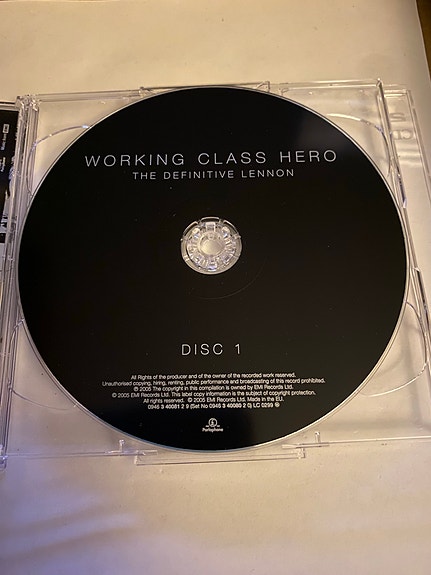 WORKING CLASS HERO
THE DEFINITIVE LENNON
DISC 1
All Rights of the producer and of the owner of the recorded work reserved.
Unauthorised copying, hiring, renting, public performance and broadcasting of this record prohibited.
℗ 2005 The copyright in this compilation is owned by EMI Records Ltd.
© 2005 EMI Records Ltd. This label copy information is the subject of copyright protection.
All rights reserved. © 2005 EMI Records Ltd. Made in the EU.
0946 3 40081 2 9 (Set No 0946 3 40080 2 0) LC 0299
Parlophone